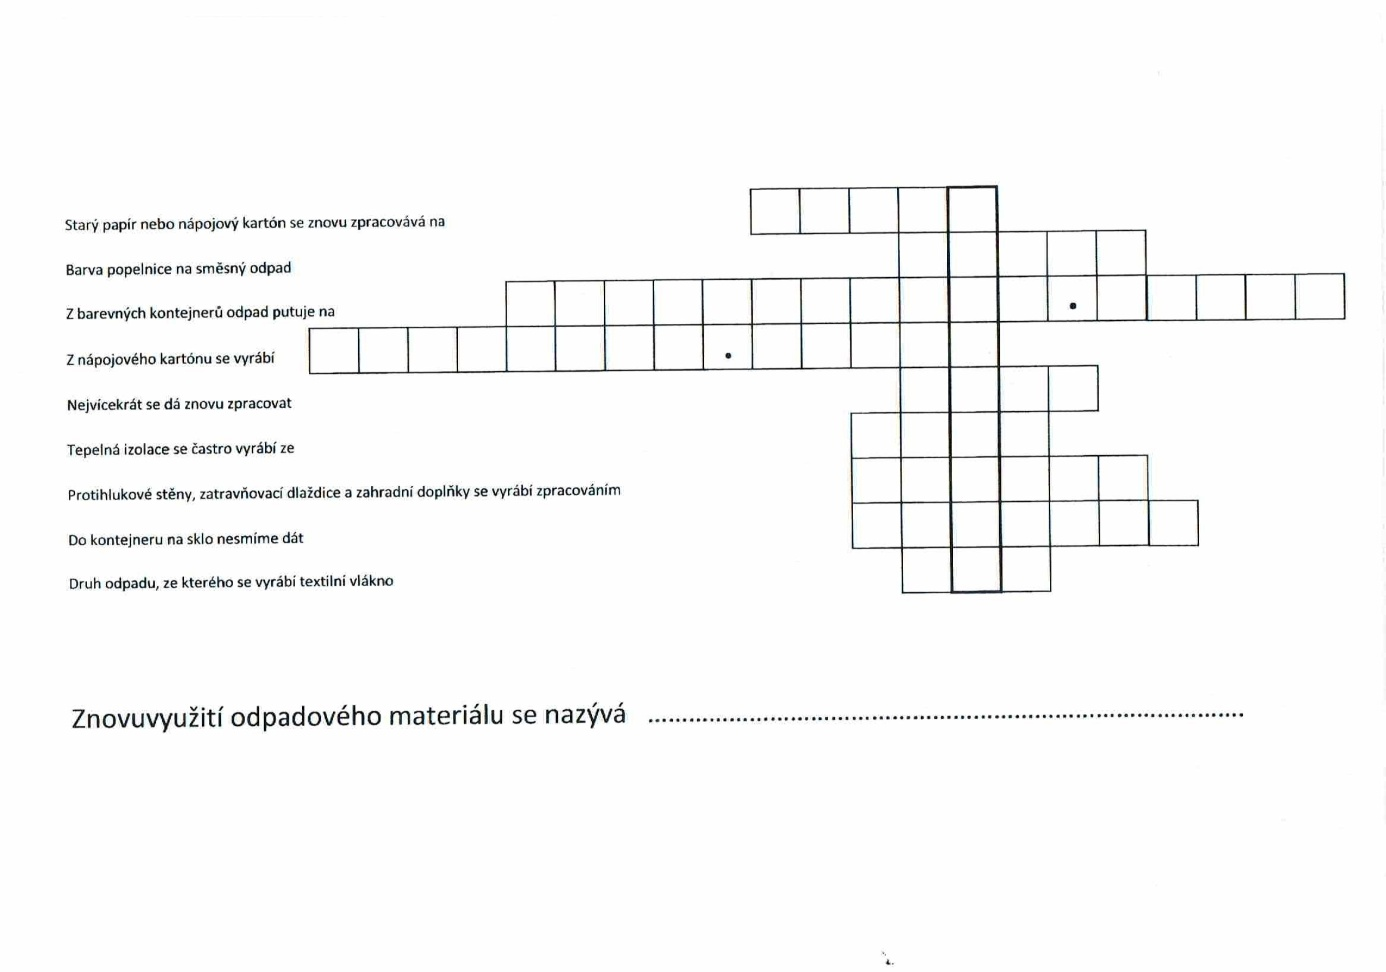 Starý papír nebo nápojový kartón se znovu zpracovává na
Barva popelnice na směsný odpad
Z barevných kontejnerů odpad putuje na
Z nápojového kartónu se vyrábí
Nejvícekrát se dá znovu zpracovat
Tepelná izolace se častro vyrábí ze
Protihlukové stěny, zatravňovací dlaždice a zahradní doplňky se vyrábí zpracováním
Do kontejneru na sklo nesmíme dát
Druh odpadu, ze kterého se vyrábí textilní vlákno
Znovuvyužití odpadového materiálu se nazývá ..........................................................................................